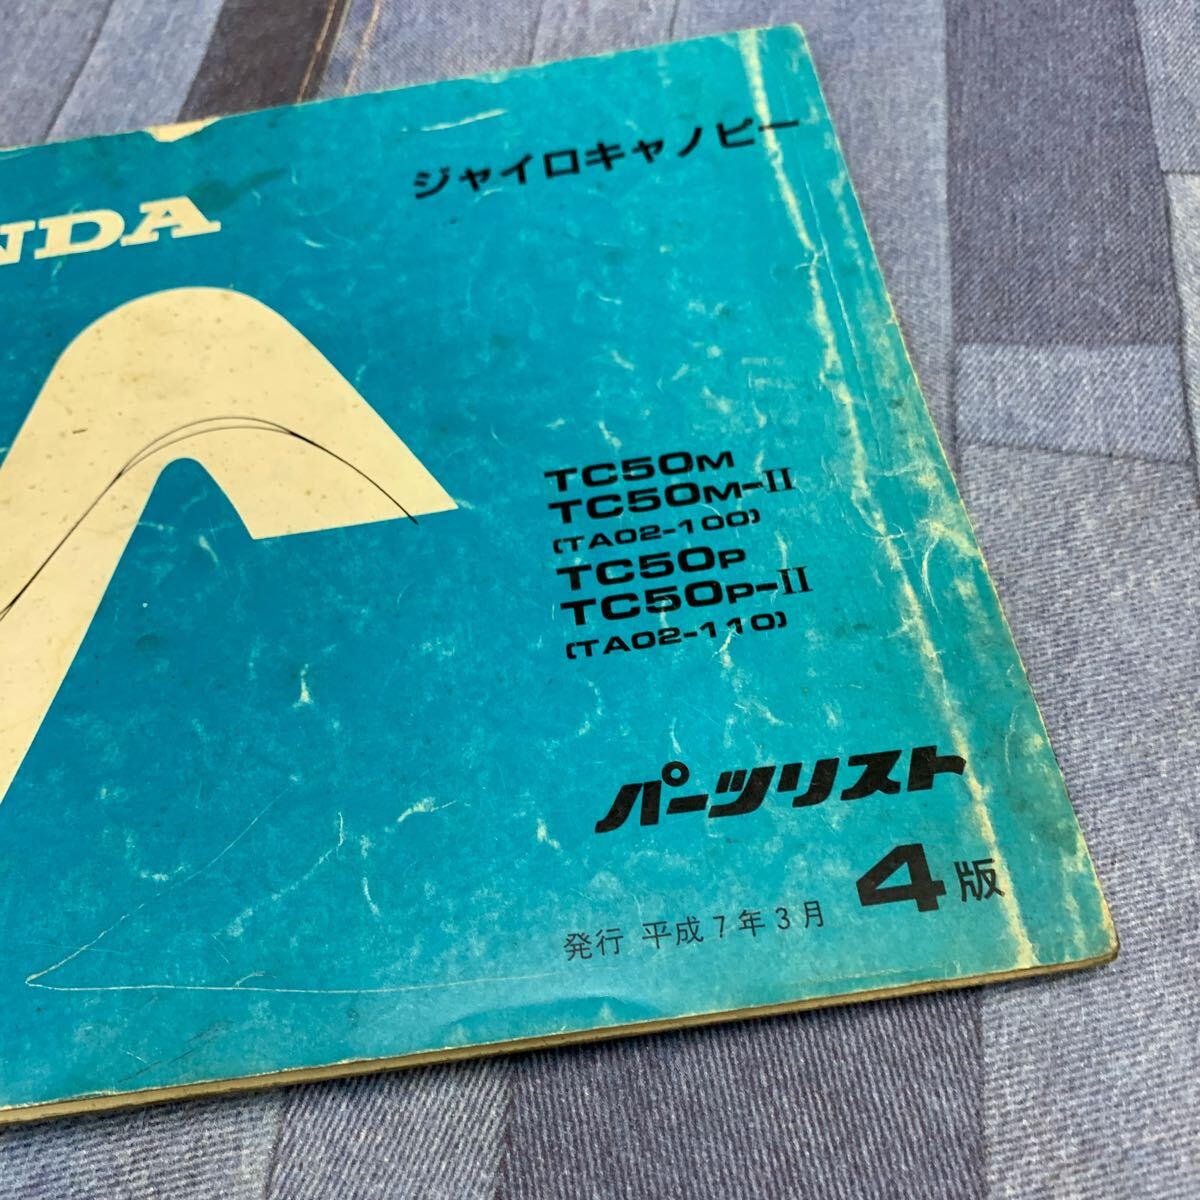 ジャイロキャノピー
NDA
TC50M
TC50M-II
(TA02-100)
TC50P
TC50P-II
(TA02-110)
パーツリスト
4版
発行 平成7年3月